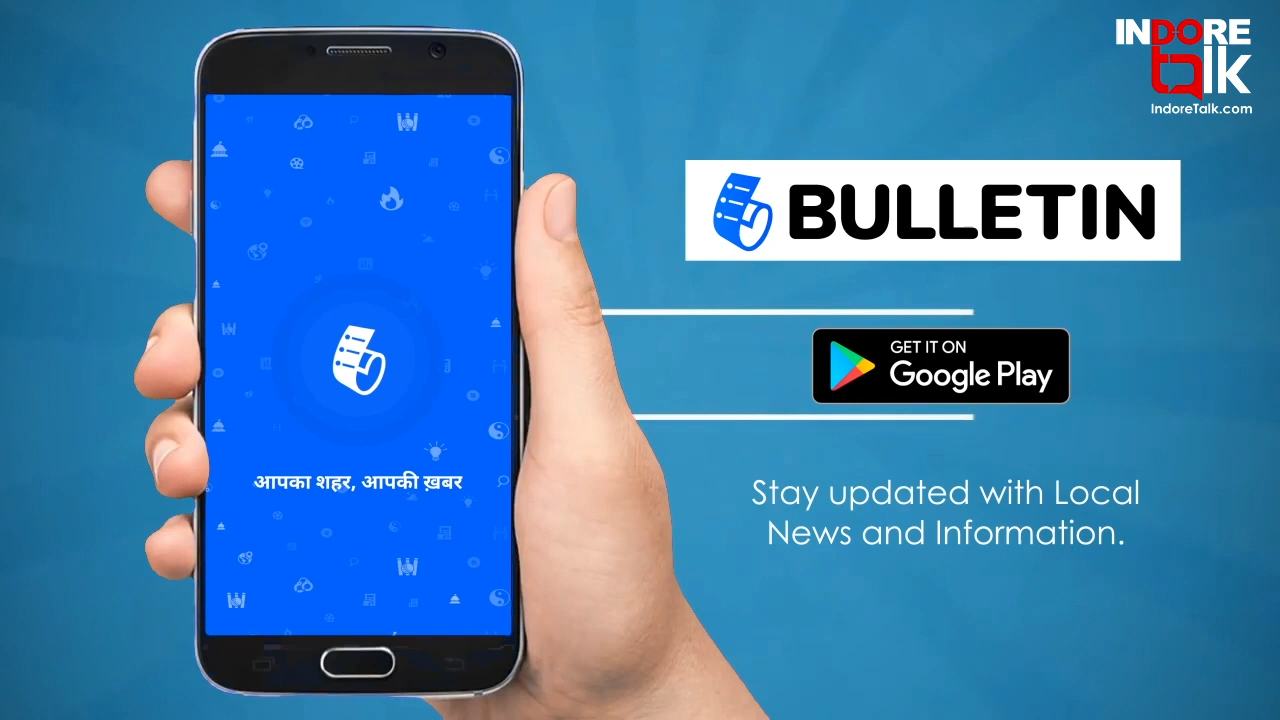 INDORE
talk
IndoreTalk.com
BULLETIN
GET IT ON
Google Play
आपका शहर, आपकी ख़बर
Stay updated with Local
News and Information.